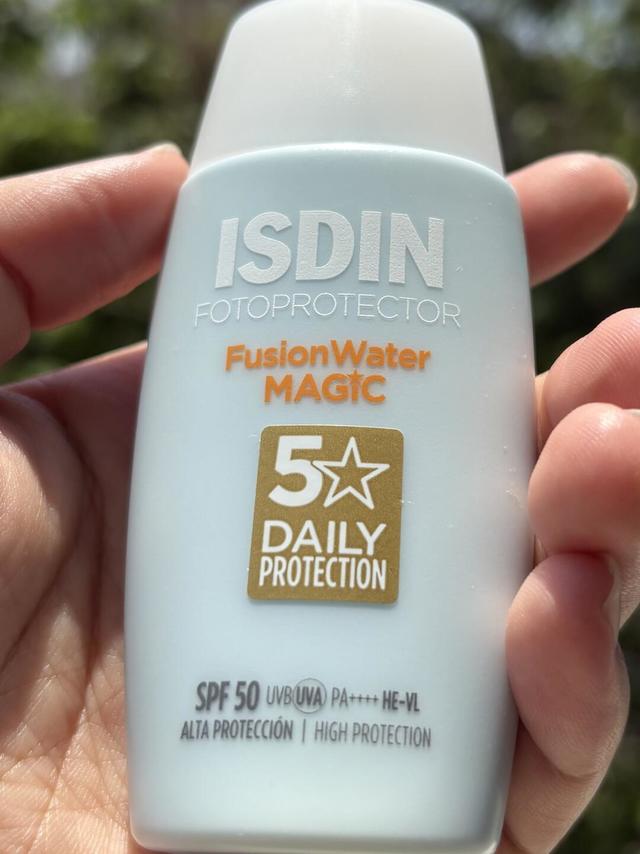 ISDIN
FOTOPROTECTOR
FusionWater
MAGIC
5☆
DAILY
PROTECTION
SPF 50 UVB UVA PA++++ HE-VL
ALTA PROTECCIÓN | HIGH PROTECTION